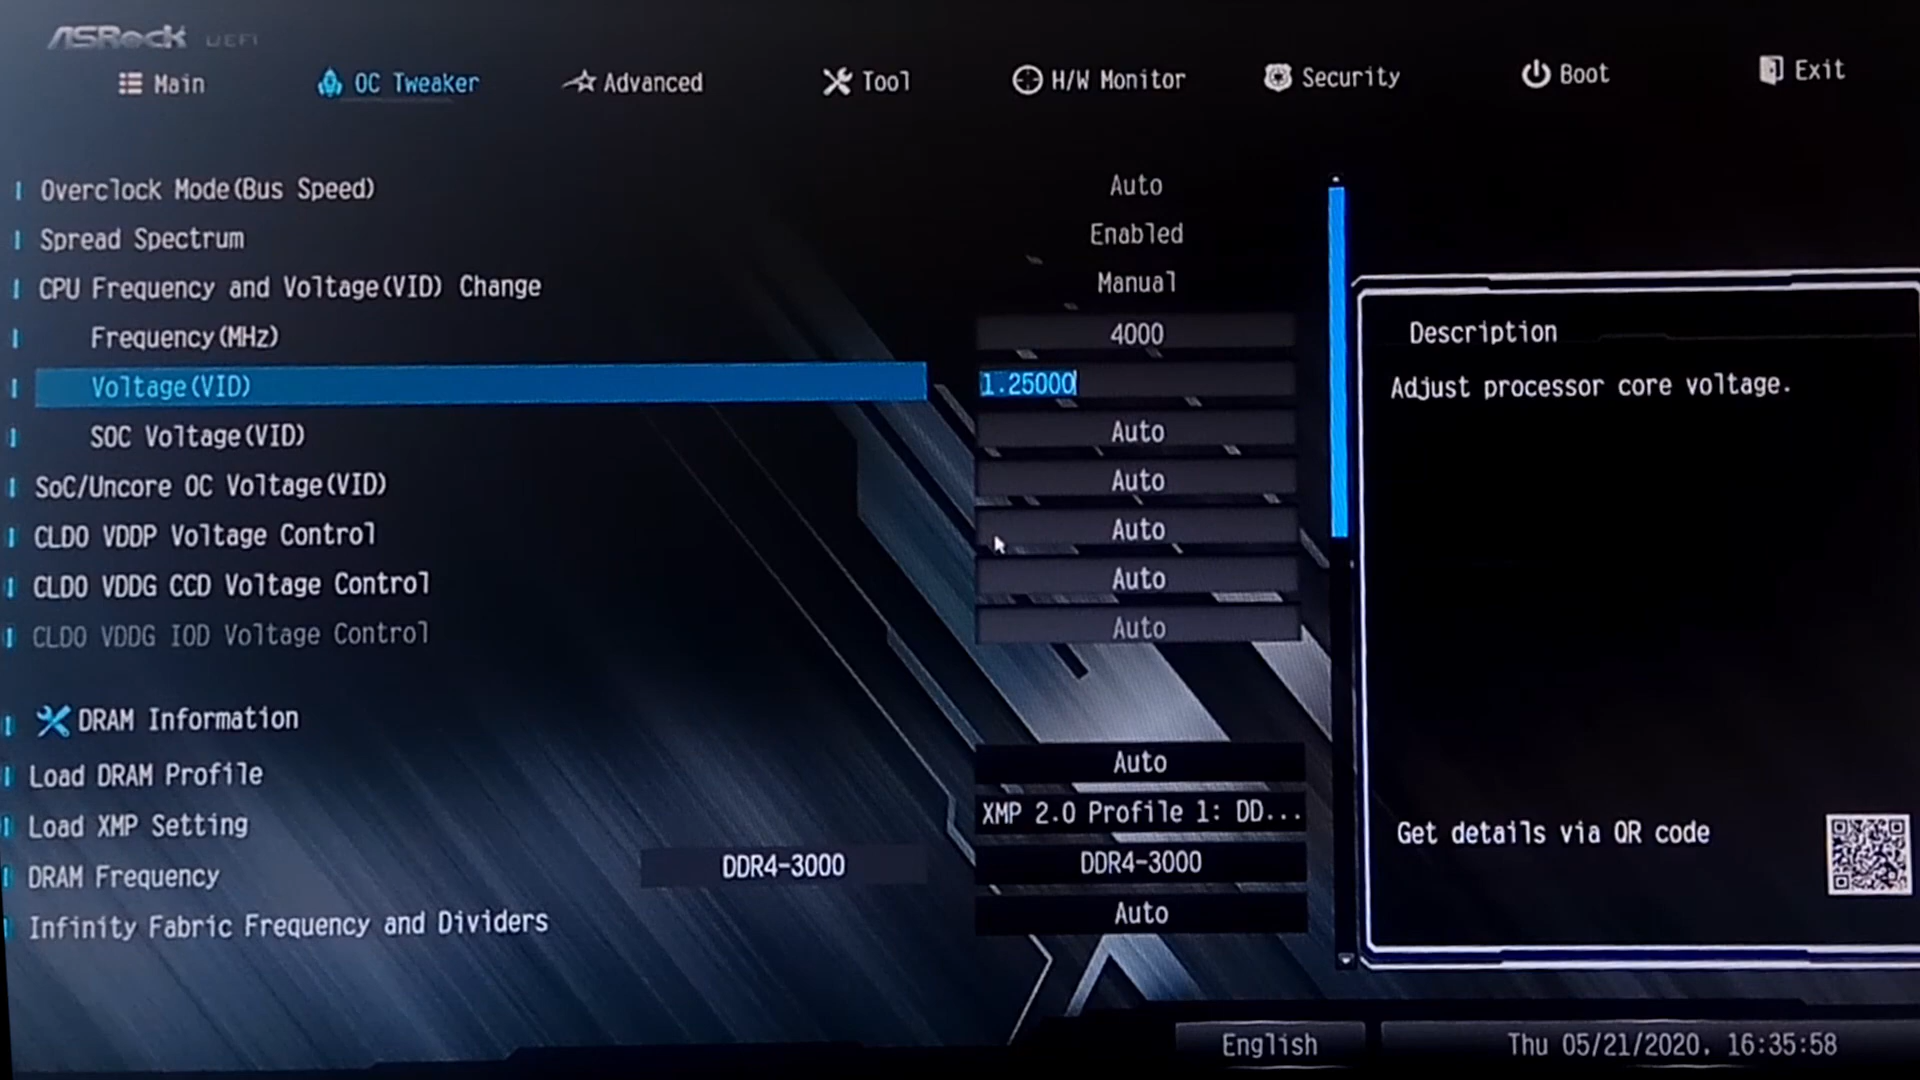 ASRock UEFI
Main OC Tweaker Advanced Tool H/W Monitor Security Boot Exit
Overclock Mode(Bus Speed) Auto
Spread Spectrum Enabled
CPU Frequency and Voltage(VID) Change Manual
Frequency(MHz) 4000
Voltage(VID) 1.25000
SOC Voltage(VID) Auto
SoC/Uncore OC Voltage(VID) Auto
CLDO VDDP Voltage Control Auto
CLDO VDDG CCD Voltage Control Auto
CLDO VDDG IOD Voltage Control Auto
DRAM Information
Load DRAM Profile Auto
Load XMP Setting XMP 2.0 Profile 1: DD...
DRAM Frequency DDR4-3000 DDR4-3000
Infinity Fabric Frequency and Dividers Auto
Description
Adjust processor core voltage.
Get details via QR code
English Thu 05/21/2020. 16:35:58